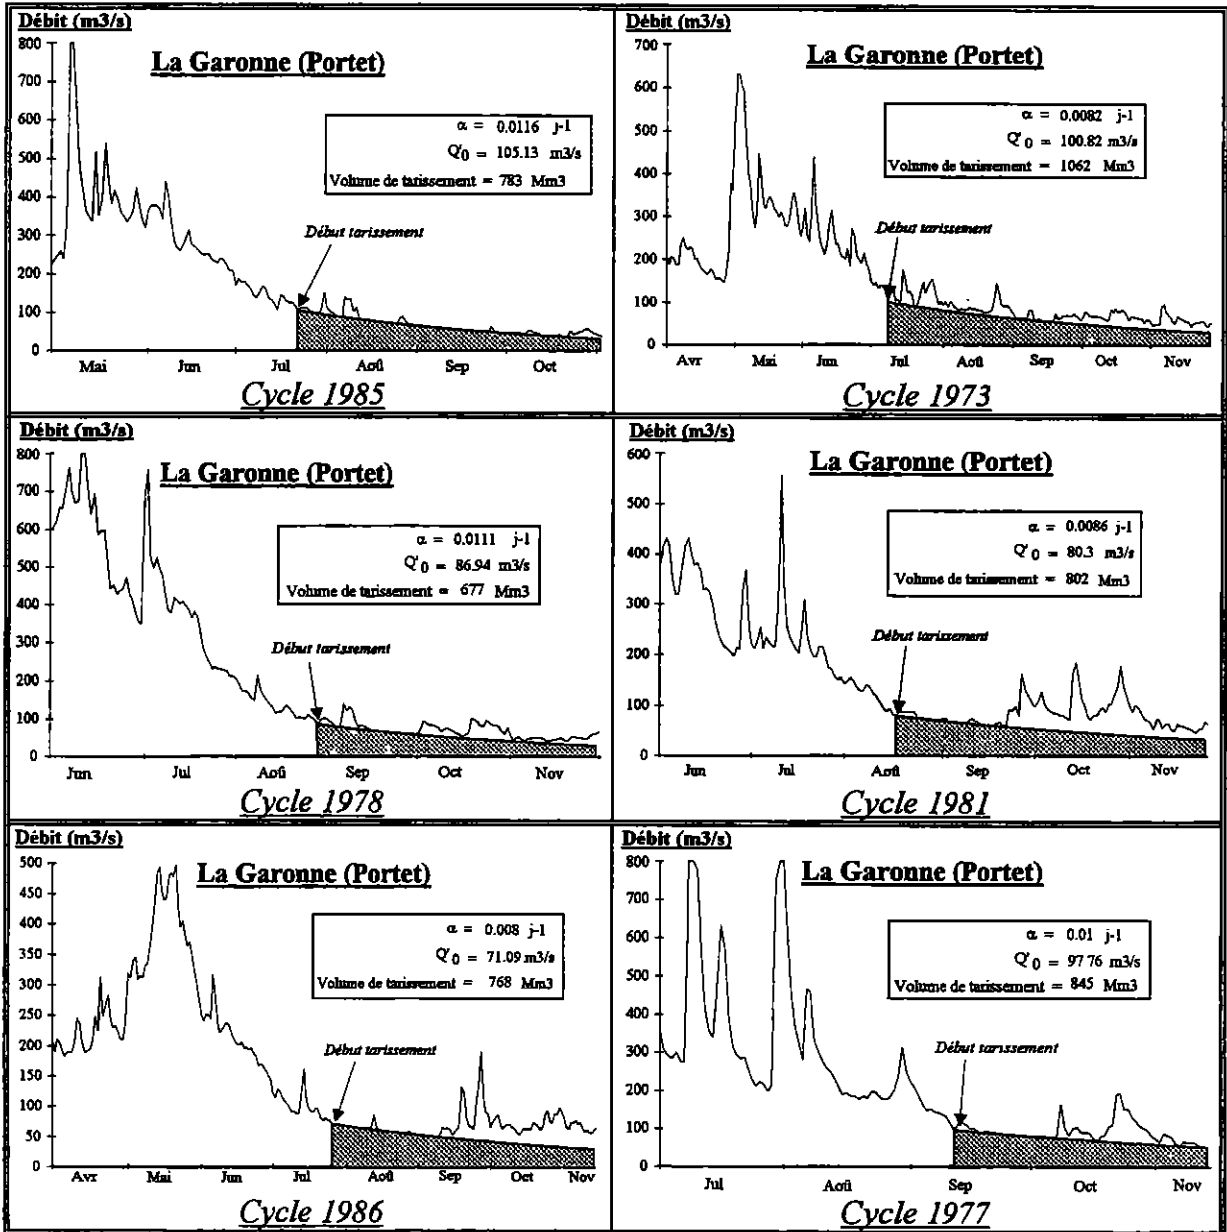 Débit (m3/s)
La Garonne (Portet)
α = 0.0116 j-1
Q'0 = 105.13 m3/s
Volume de tarissement = 783 Mm3
Début tarissement
800
700
600
500
400
300
200
100
0
Mai Jun Jul Aoû Sep Oct
Cycle 1985
Débit (m3/s)
La Garonne (Portet)
α = 0.0082 j-1
Q'0 = 100.82 m3/s
Volume de tarissement = 1062 Mm3
Début tarissement
700
600
500
400
300
200
100
0
Avr Mai Jun Jul Aoû Sep Oct Nov
Cycle 1973
Débit (m3/s)
La Garonne (Portet)
α = 0.0111 j-1
Q'0 = 86.94 m3/s
Volume de tarissement = 677 Mm3
Début tarissement
800
700
600
500
400
300
200
100
0
Jun Jul Aoû Sep Oct Nov
Cycle 1978
Débit (m3/s)
La Garonne (Portet)
α = 0.0086 j-1
Q'0 = 80.3 m3/s
Volume de tarissement = 802 Mm3
Début tarissement
600
500
400
300
200
100
0
Jun Jul Aoû Sep Oct Nov
Cycle 1981
Débit (m3/s)
La Garonne (Portet)
α = 0.008 j-1
Q'0 = 71.09 m3/s
Volume de tarissement = 768 Mm3
Début tarissement
500
450
400
350
300
250
200
150
100
50
0
Avr Mai Jun Jul Aoû Sep Oct Nov
Cycle 1986
Débit (m3/s)
La Garonne (Portet)
α = 0.01 j-1
Q'0 = 97 76 m3/s
Volume de tarissement = 845 Mm3
Début tarissement
800
700
600
500
400
300
200
100
0
Jul Aoû Sep Oct Nov
Cycle 1977